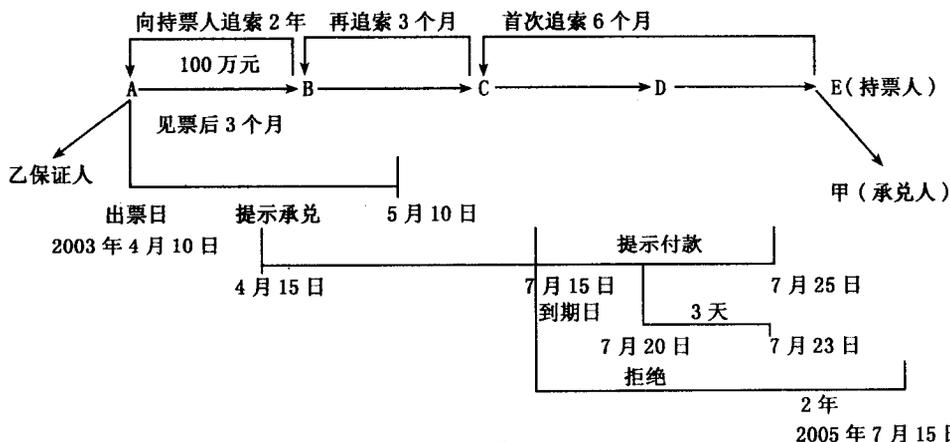 向持票人追索 2 年 再追索 3 个月 首次追索 6 个月
100 万元
A B C D E(持票人)
见票后 3 个月
乙保证人
甲(承兑人)
出票日 提示承兑 5 月 10 日
2003 年 4 月 10 日
提示付款
4 月 15 日 7 月 15 日 7 月 25 日
到期日 3 天
7 月 20 日 7 月 23 日
拒绝
2 年
2005 年 7 月 15日